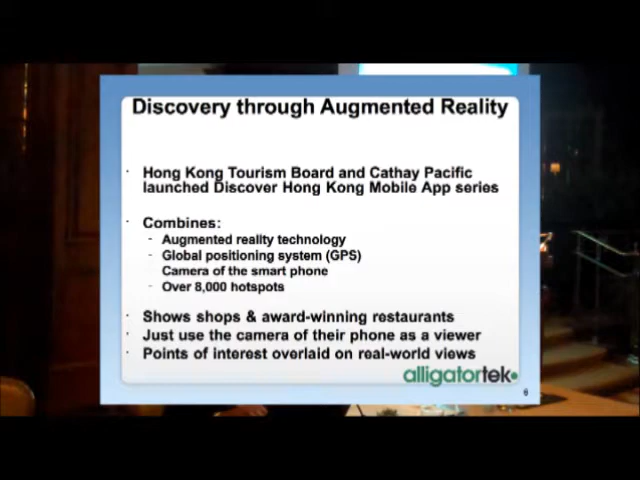 Discovery through Augmented Reality
· Hong Kong Tourism Board and Cathay Pacific
launched Discover Hong Kong Mobile App series
· Combines:
- Augmented reality technology
- Global positioning system (GPS)
Camera of the smart phone
- Over 8,000 hotspots
· Shows shops & award-winning restaurants
· Just use the camera of their phone as a viewer
· Points of interest overlaid on real-world views
alligatortek
6